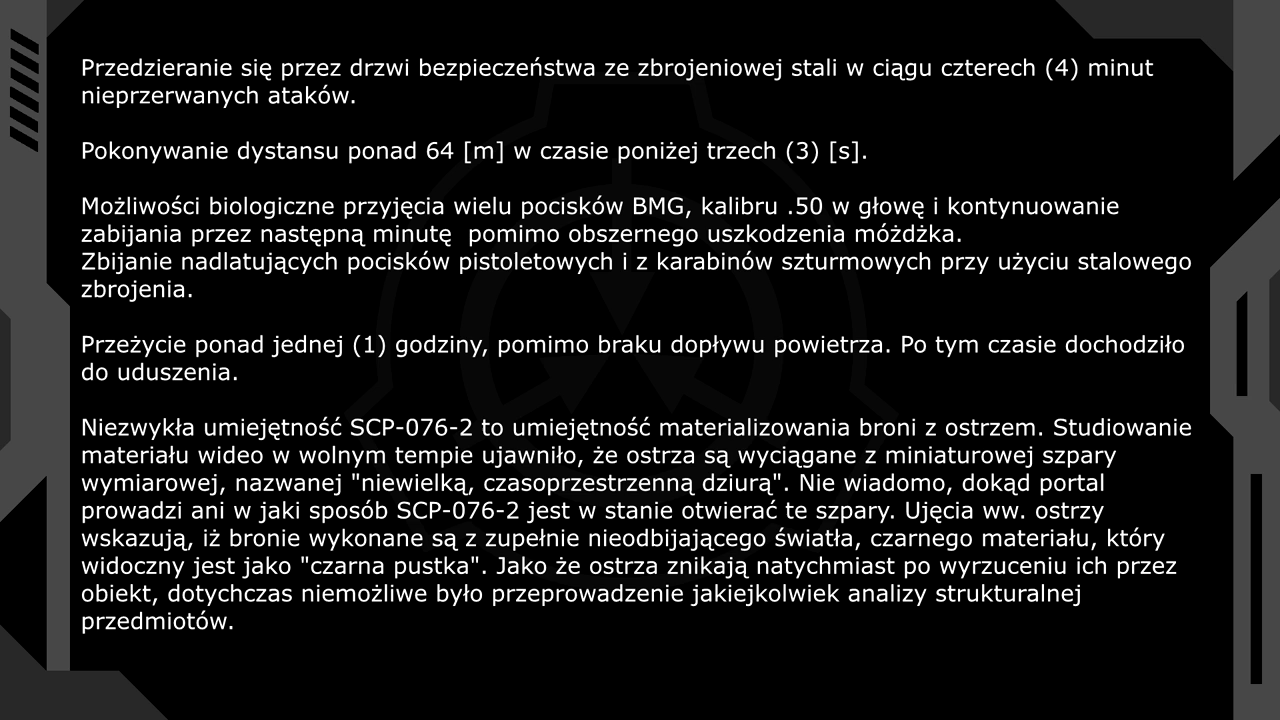 Przedzieranie się przez drzwi bezpieczeństwa ze zbrojeniowej stali w ciągu czterech (4) minut
nieprzerwanych ataków.
Pokonywanie dystansu ponad 64 [m] w czasie poniżej trzech (3) [s].
Możliwości biologiczne przyjęcia wielu pocisków BMG, kalibru .50 w głowę i kontynuowanie
zabijania przez następną minutę  pomimo obszernego uszkodzenia móżdżka.
Zbijanie nadlatujących pocisków pistoletowych i z karabinów szturmowych przy użyciu stalowego
zbrojenia.
Przeżycie ponad jednej (1) godziny, pomimo braku dopływu powietrza. Po tym czasie dochodziło
do uduszenia.
Niezwykła umiejętność SCP-076-2 to umiejętność materializowania broni z ostrzem. Studiowanie
materiału wideo w wolnym tempie ujawniło, że ostrza są wyciągane z miniaturowej szpary
wymiarowej, nazwanej "niewielką, czasoprzestrzenną dziurą". Nie wiadomo, dokąd portal
prowadzi ani w jaki sposób SCP-076-2 jest w stanie otwierać te szpary. Ujęcia ww. ostrzy
wskazują, iż bronie wykonane są z zupełnie nieodbijającego światła, czarnego materiału, który
widoczny jest jako "czarna pustka". Jako że ostrza znikają natychmiast po wyrzuceniu ich przez
obiekt, dotychczas niemożliwe było przeprowadzenie jakiejkolwiek analizy strukturalnej
przedmiotów.